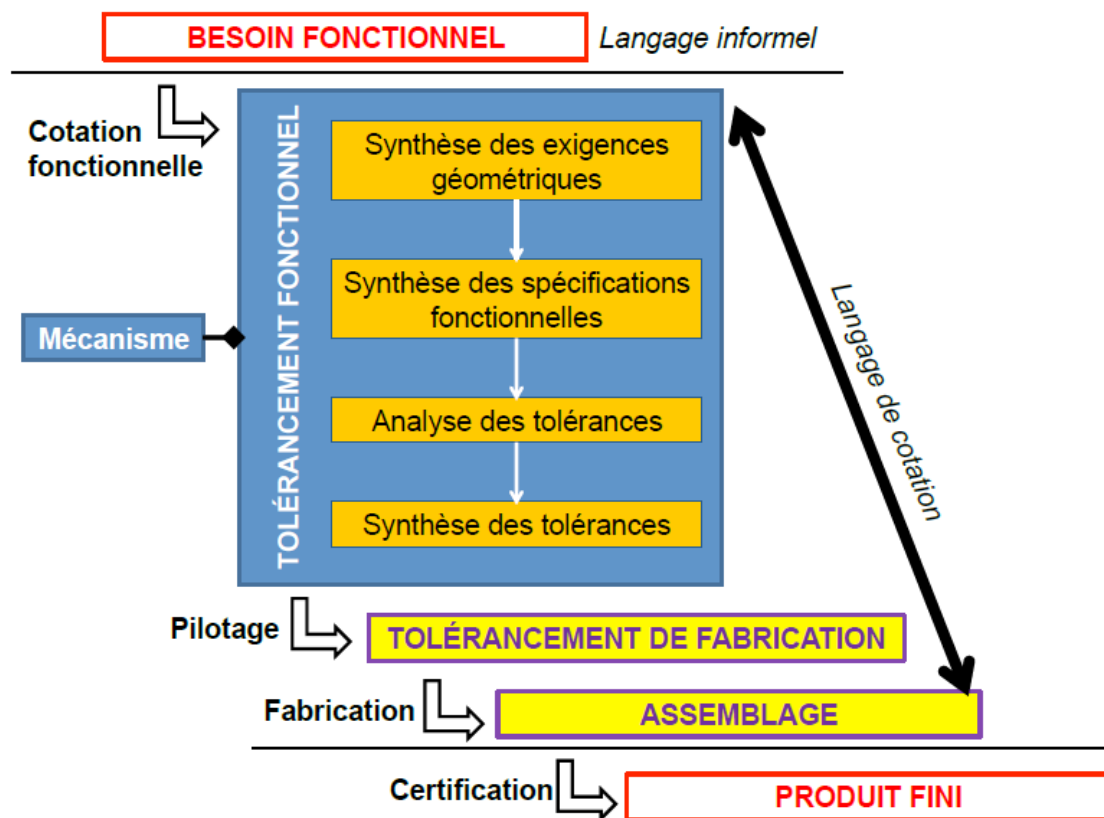 BESOIN FONCTIONNEL
Langage informel
Cotation
fonctionnelle
TOLÉRANCEMENT FONCTIONNEL
Synthèse des exigences
géométriques
Synthèse des spécifications
fonctionnelles
Mécanisme
Analyse des tolérances
Synthèse des tolérances
Langage de cotation
Pilotage
TOLÉRANCEMENT DE FABRICATION
Fabrication
ASSEMBLAGE
Certification
PRODUIT FINI